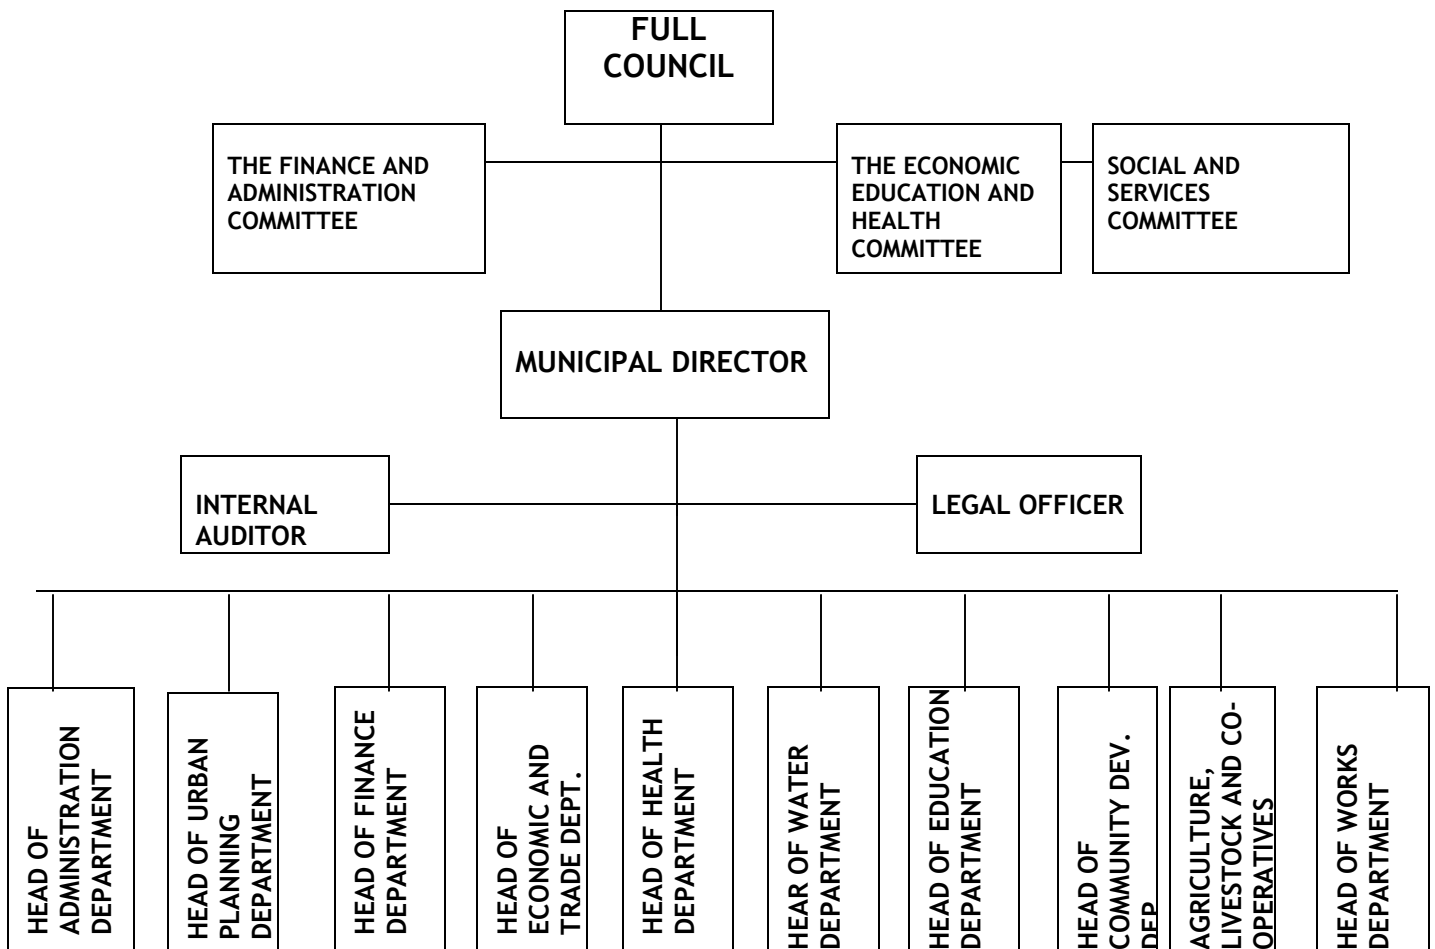 FULL
COUNCIL
THE FINANCE AND
ADMINISTRATION
COMMITTEE
THE ECONOMIC
EDUCATION AND
HEALTH
COMMITTEE
SOCIAL AND
SERVICES
COMMITTEE
MUNICIPAL DIRECTOR
INTERNAL
AUDITOR
LEGAL OFFICER
HEAD OF
ADMINISTRATION
DEPARTMENT
HEAD OF URBAN
PLANNING
DEPARTMENT
HEAD OF FINANCE
DEPARTMENT
HEAD OF
ECONOMIC AND
TRADE DEPT.
HEAD OF HEALTH
DEPARTMENT
HEAR OF WATER
DEPARTMENT
HEAD OF EDUCATION
DEPARTMENT
HEAD OF
COMMUNITY DEV.
DEP
AGRICULTURE,
LIVESTOCK AND CO-
OPERATIVES
HEAD OF WORKS
DEPARTMENT